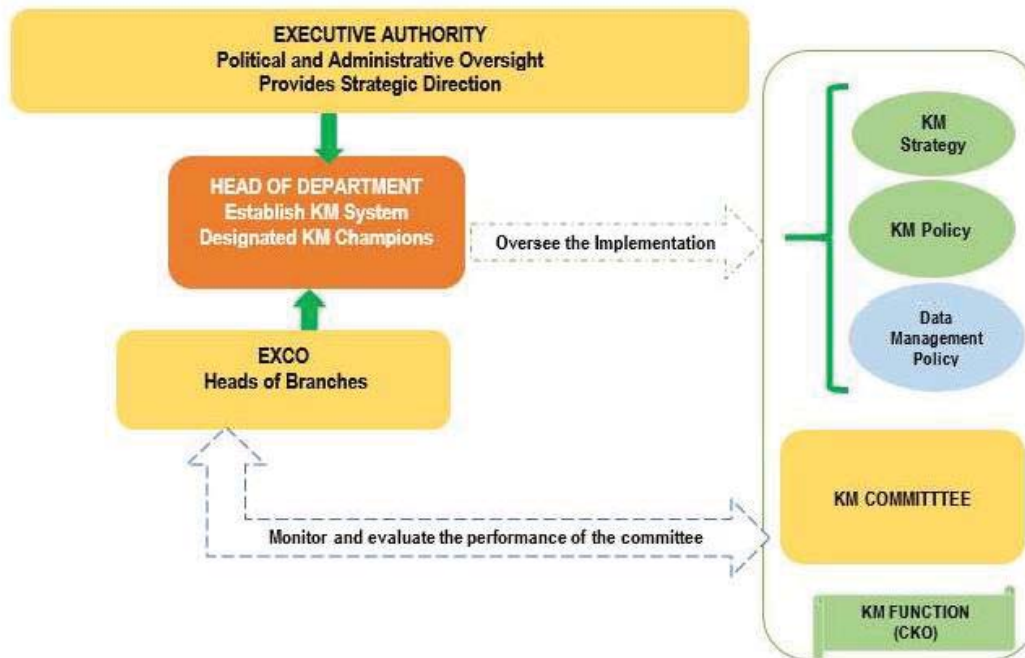 EXECUTIVE AUTHORITY
Political and Administrative Oversight
Provides Strategic Direction
HEAD OF DEPARTMENT
Establish KM System
Designated KM Champions
Oversee the Implementation
KM
Strategy
KM Policy
Data
Management
Policy
EXCO
Heads of Branches
KM COMMITTTEE
Monitor and evaluate the performance of the committee
KM FUNCTION
(CKO)